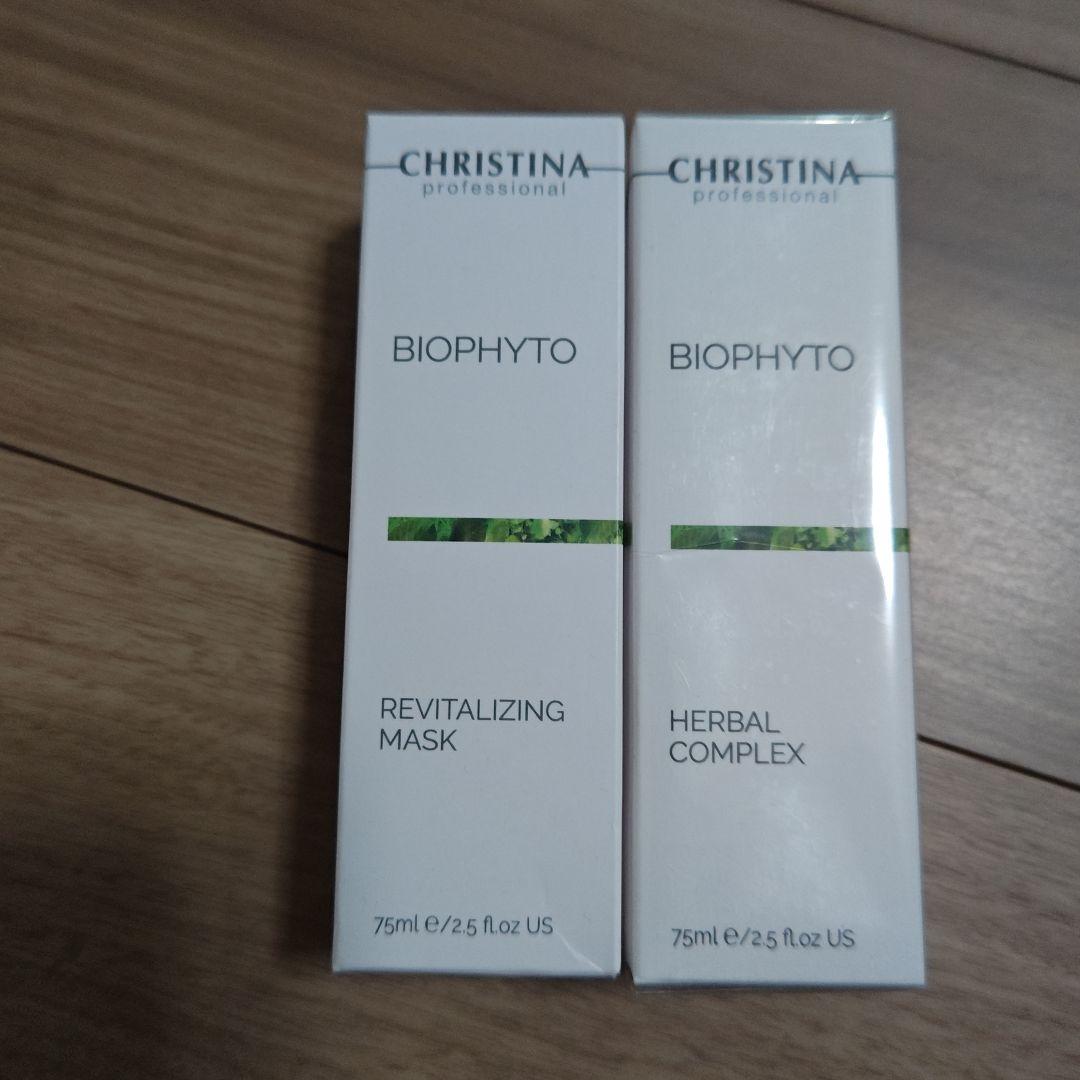 CHRISTINA
professional
BIOPHYTO
REVITALIZING
MASK
75ml e/2.5 fl.oz US
CHRISTINA
professional
BIOPHYTO
HERBAL
COMPLEX
75ml e/2.5 fl.oz US